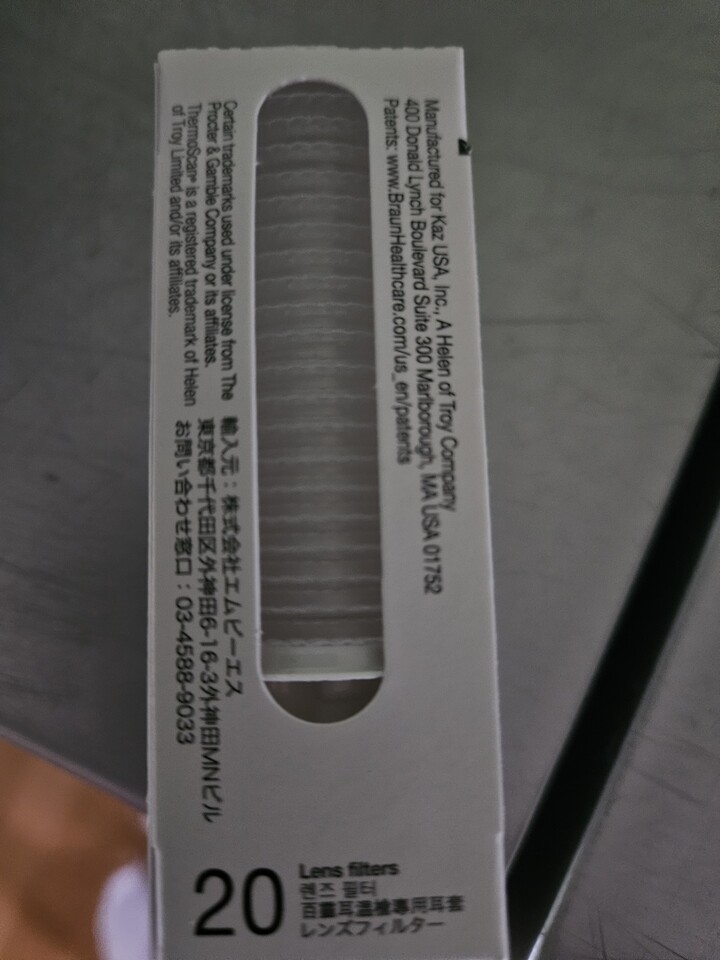 Manufactured for Kaz USA, Inc., A Helen of Troy Company
400 Donald Lynch Boulevard Suite 300 Marlborough, MA USA 01752
Patents: www.BraunHealthcare.com/us_en/patents
Certain trademarks used under license from The
Procter & Gamble Company or its affiliates.
ThermoScan® is a registered trademark of Helen
of Troy Limited and/or its affiliates.
輸入元：株式会社エムビーエス
東京都千代田区外神田6-16-3外神田MNビル
お問い合わせ窓口：03-4588-9033
20
Lens filters
렌즈 필터
百靈耳溫槍專用耳套
レンズフィルター